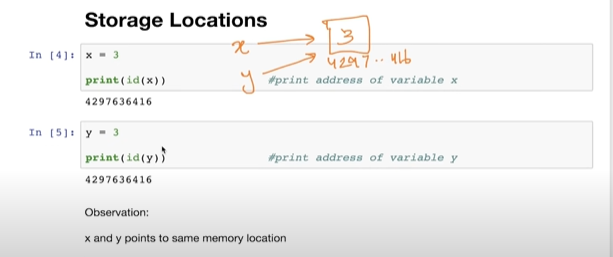 Storage Locations
In [4]: x = 3
print(id(x)) #print address of variable x
4297636416
x
y
3
4297..416
In [5]: y = 3
print(id(y)) #print address of variable y
4297636416
Observation:
x and y points to same memory location